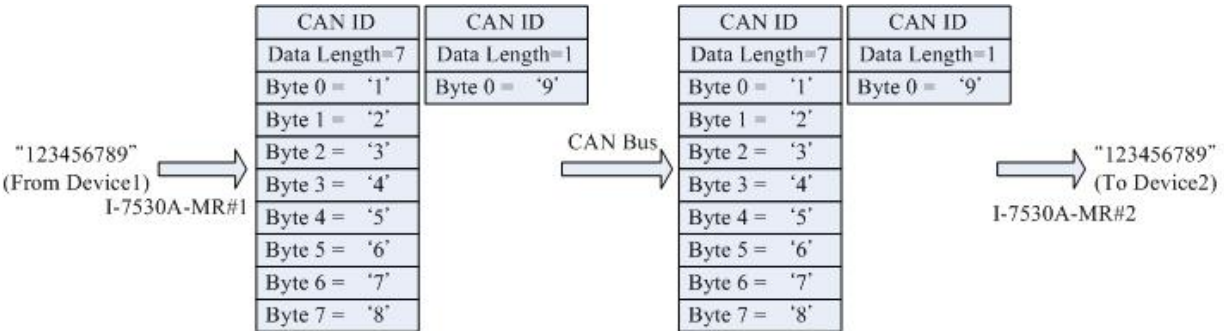 CAN ID
Data Length=7
Byte 0 = ‘1’
Byte 1 = ‘2’
Byte 2 = ‘3’
Byte 3 = ‘4’
Byte 4 = ‘5’
Byte 5 = ‘6’
Byte 6 = ‘7’
Byte 7 = ‘8’
CAN ID
Data Length=1
Byte 0 = ‘9’
"123456789"
(From Device1)
I-7530A-MR#1
CAN Bus
CAN ID
Data Length=7
Byte 0 = ‘1’
Byte 1 = ‘2’
Byte 2 = ‘3’
Byte 3 = ‘4’
Byte 4 = ‘5’
Byte 5 = ‘6’
Byte 6 = ‘7’
Byte 7 = ‘8’
CAN ID
Data Length=1
Byte 0 = ‘9’
"123456789"
(To Device2)
I-7530A-MR#2